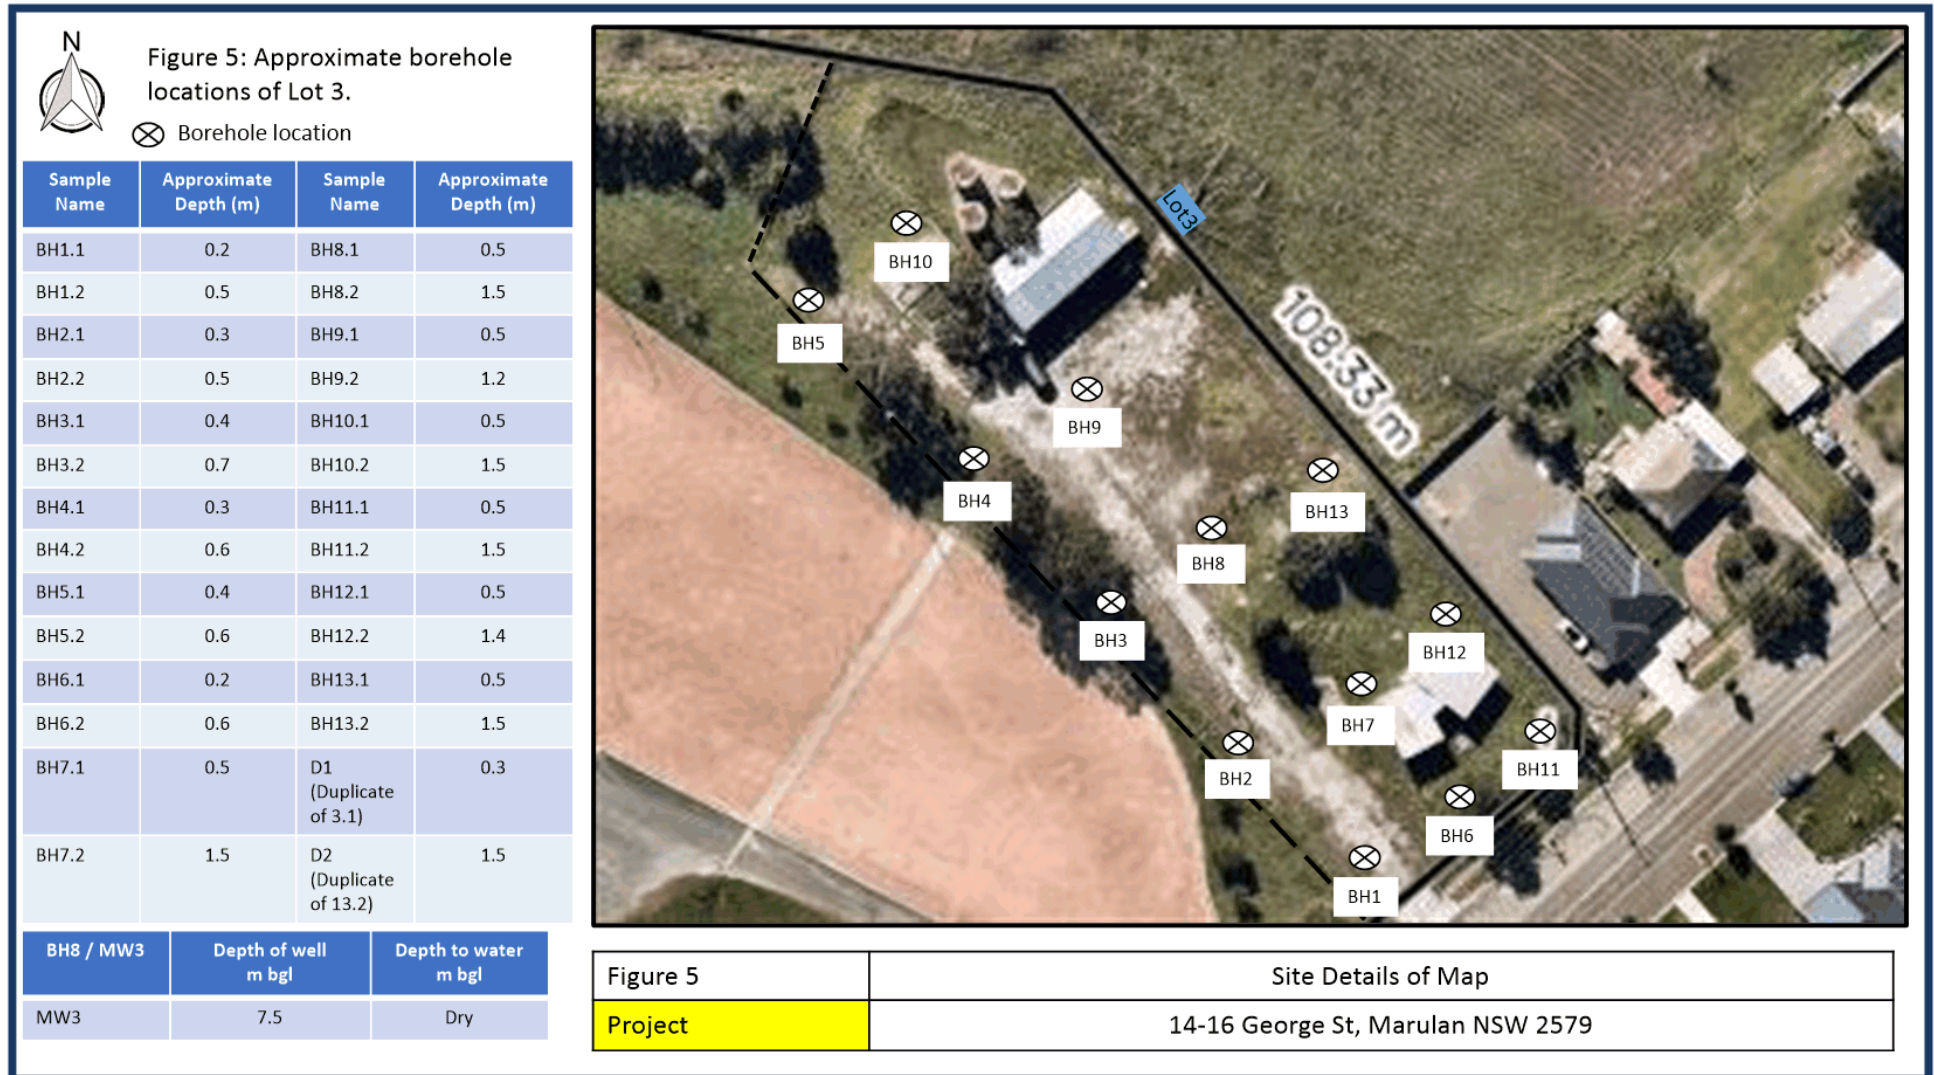 N
Figure 5: Approximate borehole
locations of Lot 3.
Borehole location
Sample Name Approximate Depth (m) Sample Name Approximate Depth (m)
BH1.1 0.2 BH8.1 0.5
BH1.2 0.5 BH8.2 1.5
BH2.1 0.3 BH9.1 0.5
BH2.2 0.5 BH9.2 1.2
BH3.1 0.4 BH10.1 0.5
BH3.2 0.7 BH10.2 1.5
BH4.1 0.3 BH11.1 0.5
BH4.2 0.6 BH11.2 1.5
BH5.1 0.4 BH12.1 0.5
BH5.2 0.6 BH12.2 1.4
BH6.1 0.2 BH13.1 0.5
BH6.2 0.6 BH13.2 1.5
BH7.1 0.5 D1 (Duplicate of 3.1) 0.3
BH7.2 1.5 D2 (Duplicate of 13.2) 1.5
BH8 / MW3 Depth of well m bgl Depth to water m bgl
MW3 7.5 Dry
Lot3
108.33 m
BH10
BH5
BH9
BH4
BH13
BH8
BH3
BH12
BH7
BH2
BH11
BH6
BH1
Figure 5 Site Details of Map
Project 14-16 George St, Marulan NSW 2579